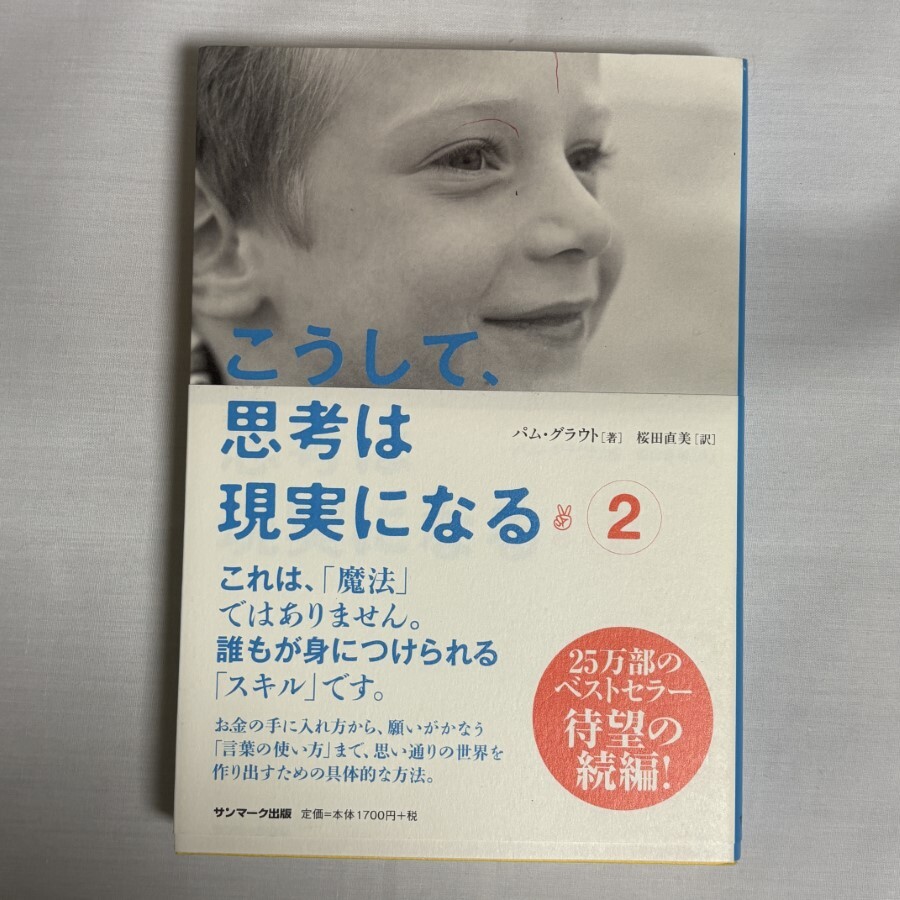 こうして、
思考は
現実になる
2
パム・グラウト[著] 桜田直美[訳]
これは、「魔法」
ではありません。
誰もが身につけられる
「スキル」です。
お金の手に入れ方から、願いがかなう
「言葉の使い方」まで、思い通りの世界を
作り出すための具体的な方法。
25万部の
ベストセラー
待望の
続編!
サンマーク出版 定価=本体1700円+税